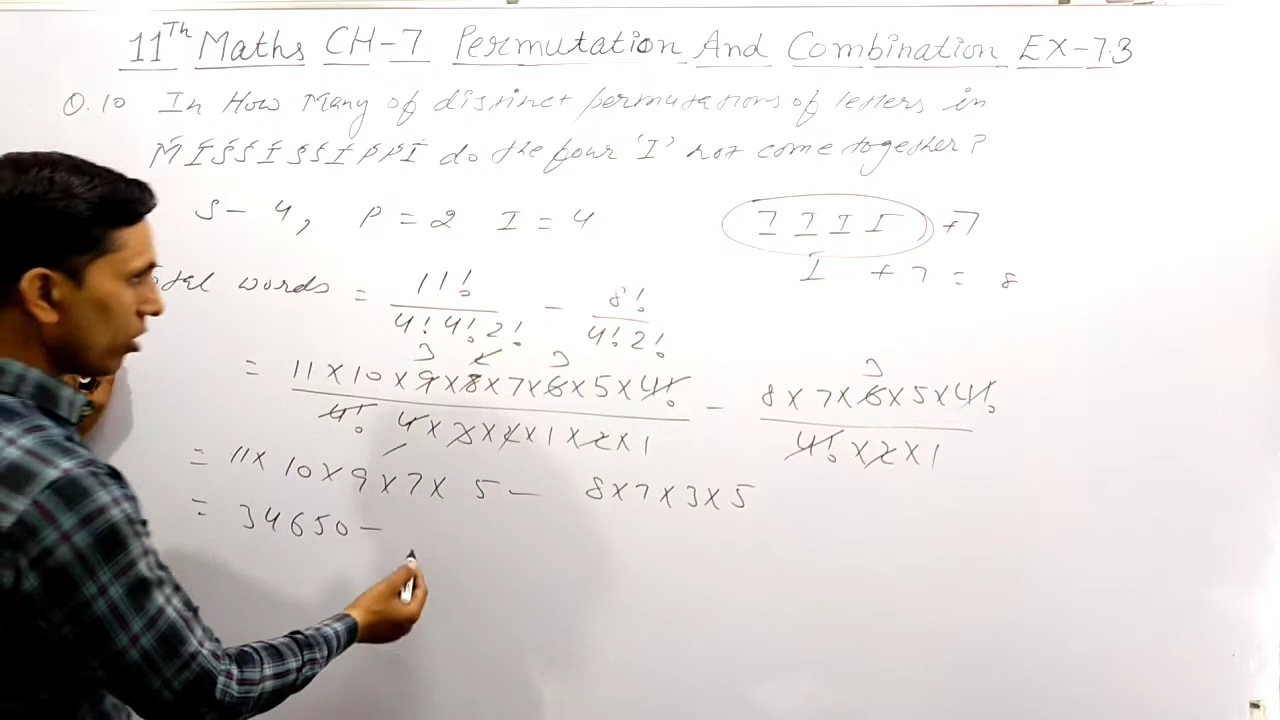 11Th Maths CH-7 Permutation And Combination EX-7.3
Q.10 In How Many of distinct permutations of letters in
MISSISSIPPI do the four 'I' not come together?
S - 4, P = 2 I = 4
I I I I + 7
I + 7 = 8
otal words = 11! / 4! 4! 2! - 8! / 4! 2!
= 11 × 10 × 9 × 8 × 7 × 6 × 5 × 4! / 4! 4 × 3 × 2 × 1 × 2 × 1 - 8 × 7 × 6 × 5 × 4! / 4! × 2 × 1
3 3 3
= 11 × 10 × 9 × 7 × 5 - 8 × 7 × 3 × 5
= 34650 -